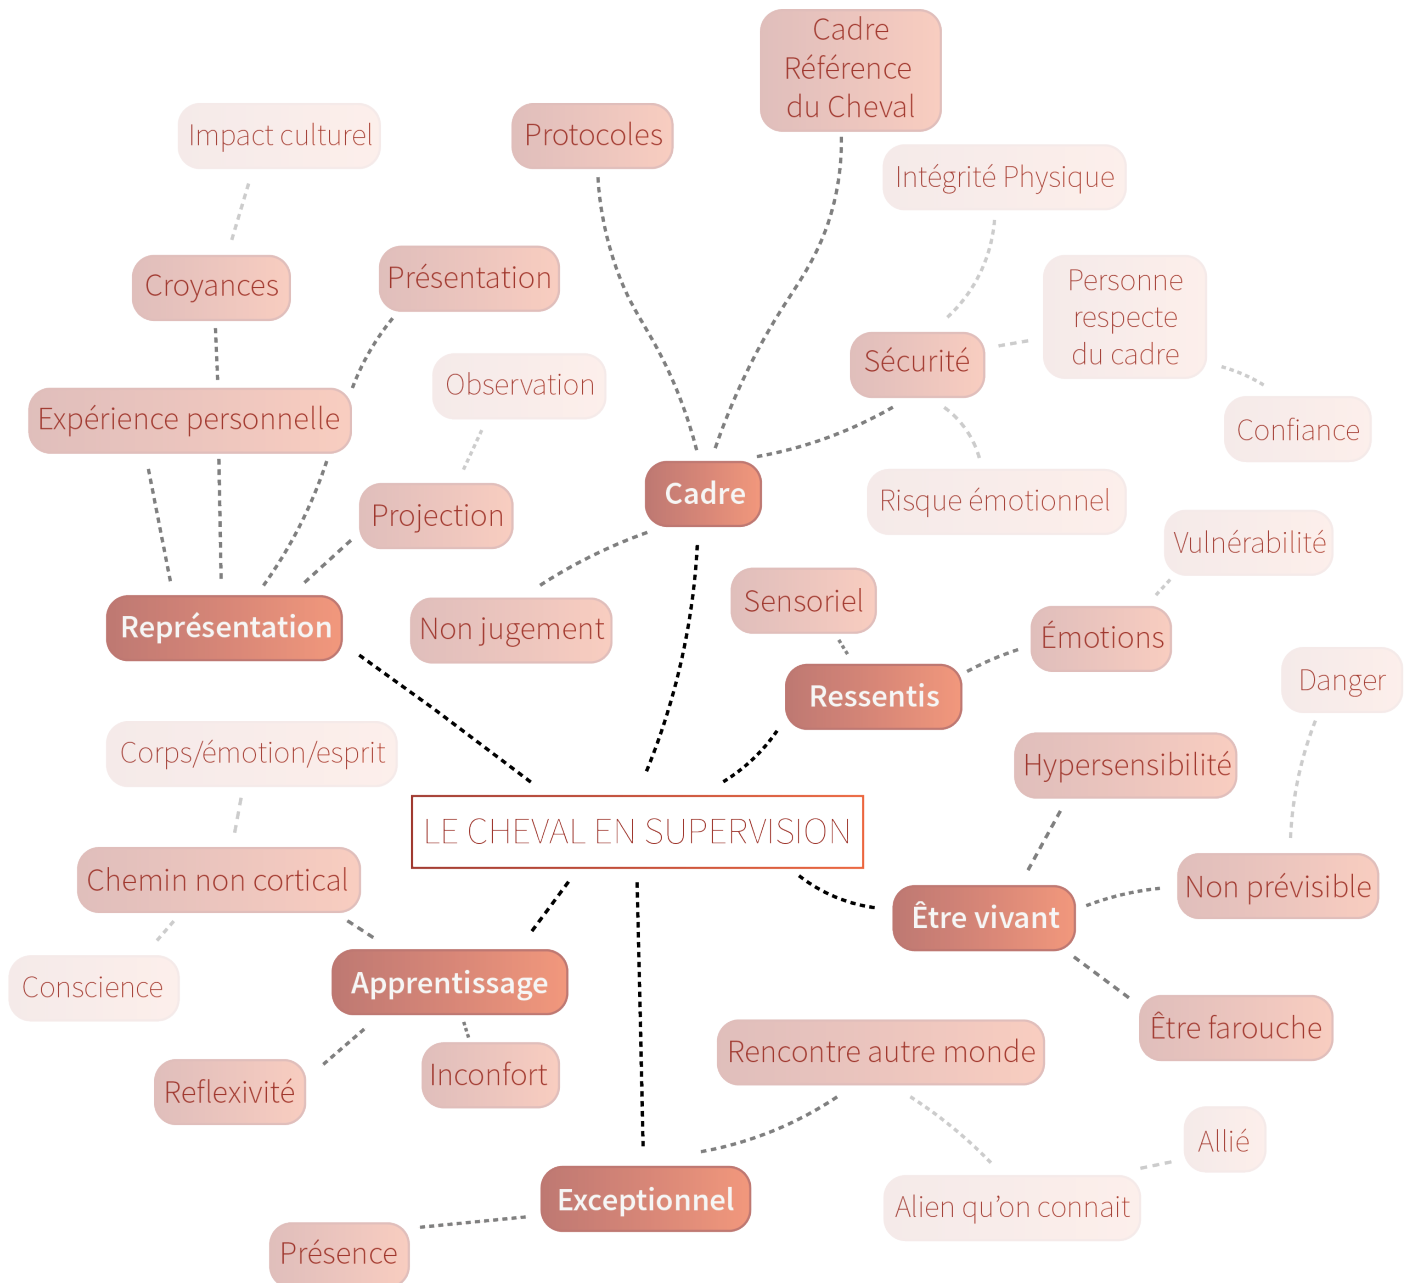 Cadre
Référence
du Cheval
Impact culturel
Protocoles
Intégrité Physique
Croyances
Présentation
Personne
respecte
du cadre
Sécurité
Observation
Expérience personnelle
Confiance
Cadre
Risque émotionnel
Projection
Vulnérabilité
Sensoriel
Représentation
Non jugement
Émotions
Ressentis
Danger
Corps/émotion/esprit
Hypersensibilité
LE CHEVAL EN SUPERVISION
Chemin non cortical
Non prévisible
Être vivant
Apprentissage
Conscience
Être farouche
Rencontre autre monde
Inconfort
Reflexivité
Allié
Exceptionnel
Alien qu’on connait
Présence